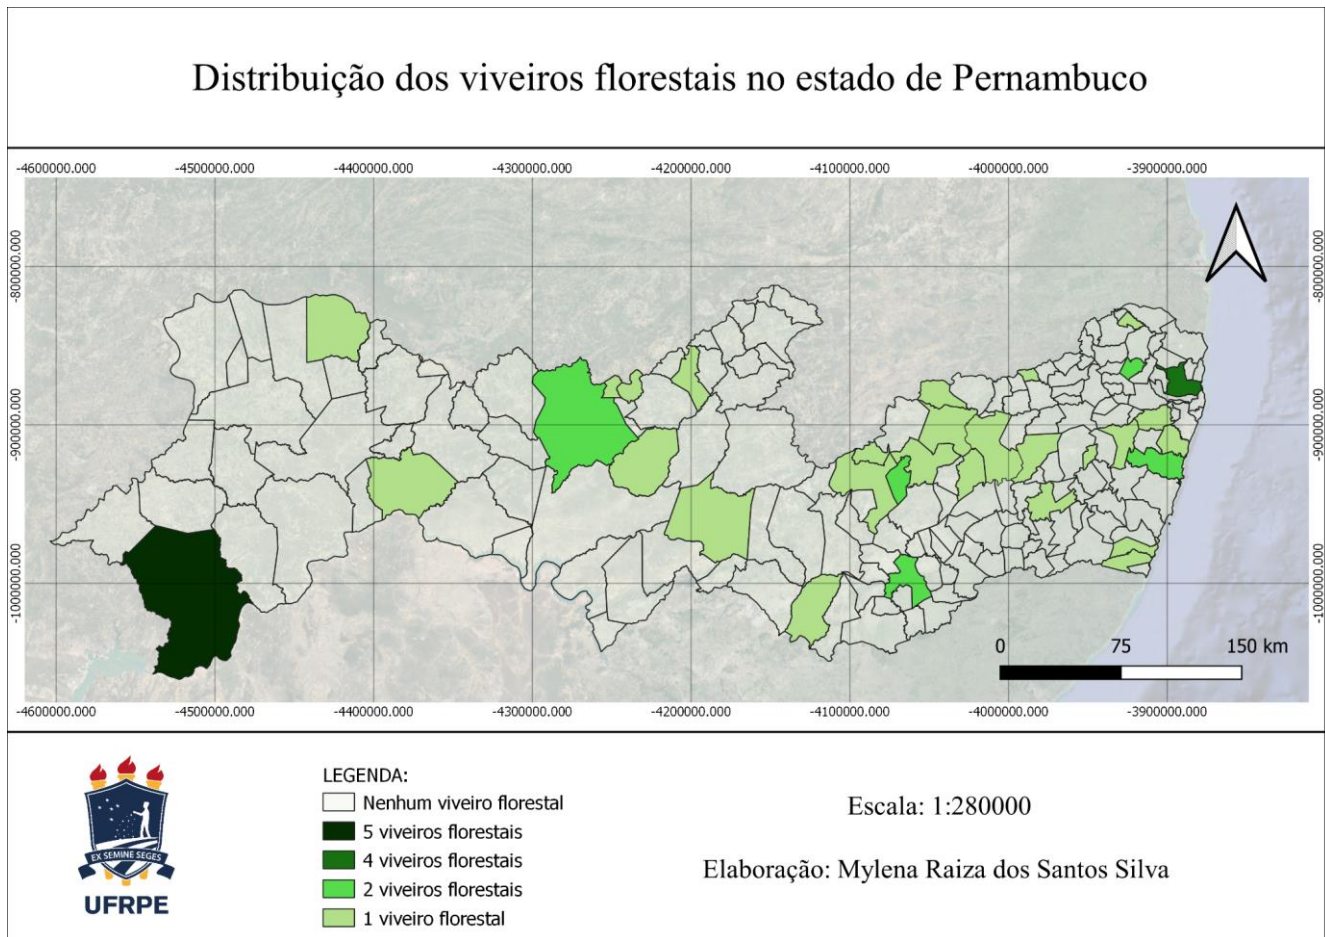 Distribuição dos viveiros florestais no estado de Pernambuco
-4600000.000 -4500000.000 -4400000.000 -4300000.000 -4200000.000 -4100000.000 -4000000.000 -3900000.000
-800000.000 -800000.000
-900000.000 -900000.000
-1000000.000 -1000000.000
0 75 150 km
-4600000.000 -4500000.000 -4400000.000 -4300000.000 -4200000.000 -4100000.000 -4000000.000 -3900000.000
EX SEMINE SEGES
UFRPE
LEGENDA:
Nenhum viveiro florestal
5 viveiros florestais
4 viveiros florestais
2 viveiros florestais
1 viveiro florestal
Escala: 1:280000
Elaboração: Mylena Raiza dos Santos Silva